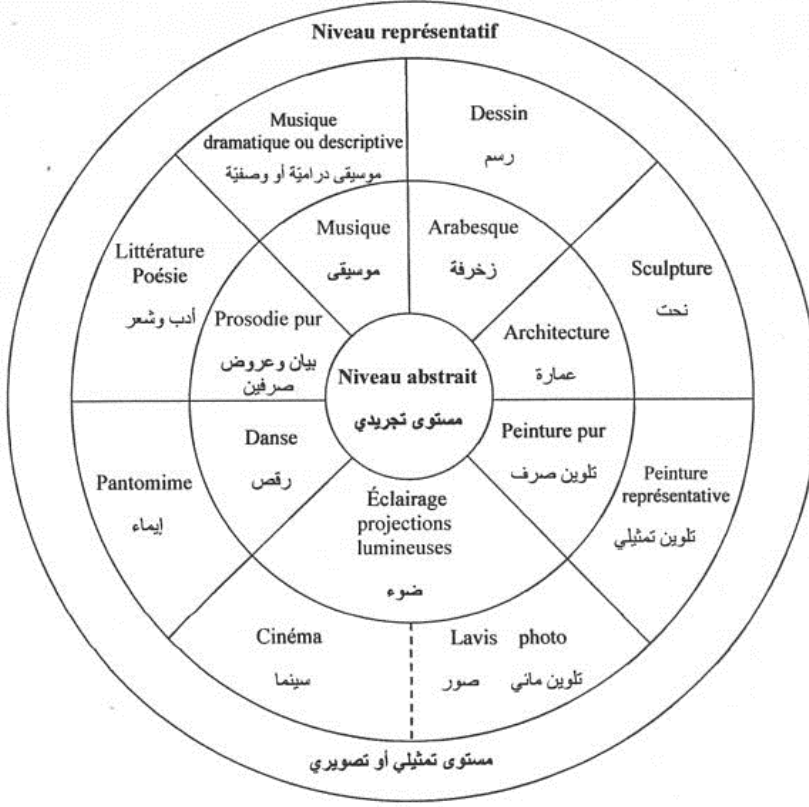 Niveau représentatif
Musique
dramatique ou descriptive
موسيقى دراميّة أو وصفيّة
Dessin
رسم
Littérature
Poésie
أدب وشعر
Musique
موسيقى
Arabesque
زخرفة
Sculpture
نحت
Prosodie pur
بيان وعروض
صرفين
Architecture
عمارة
Niveau abstrait
مستوى تجريدي
Pantomime
إيماء
Danse
رقص
Peinture pur
تلوين صرف
Peinture
représentative
تلوين تمثيلي
Éclairage
projections
lumineuses
ضوء
Cinéma
سينما
Lavis photo
تلوين مائي صور
مستوى تمثيلي أو تصويري